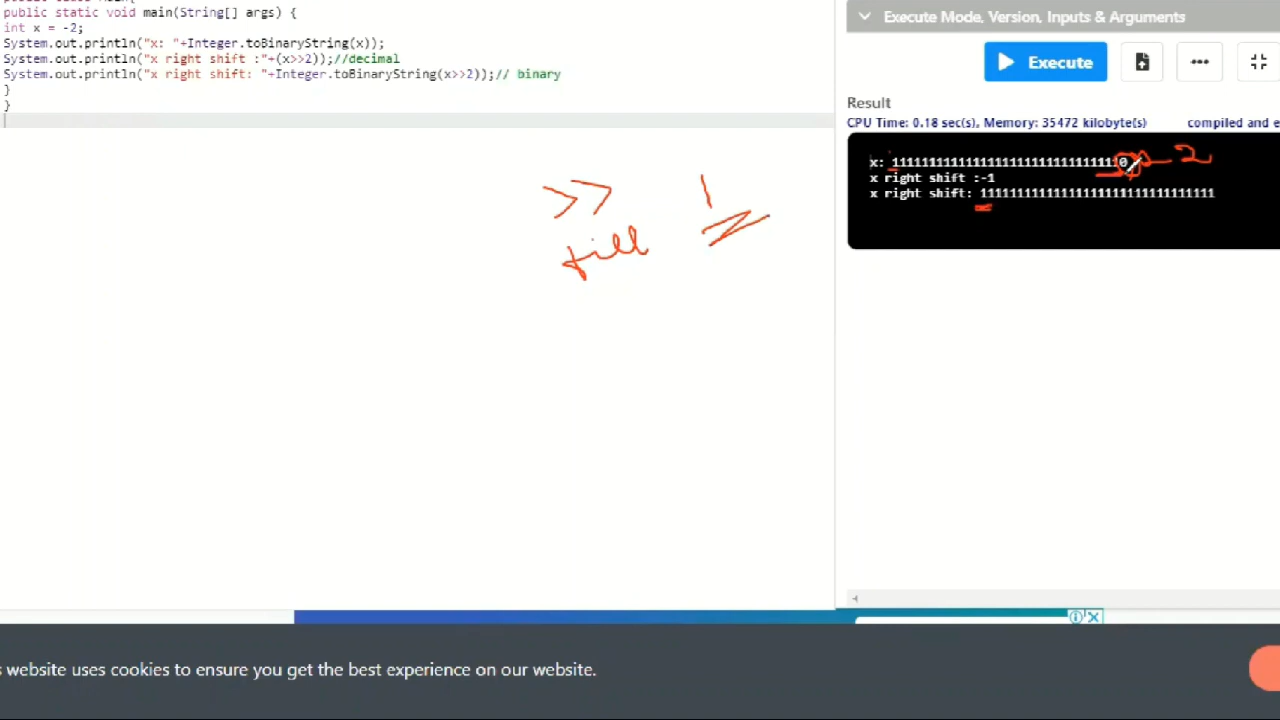 public static void main(String[] args) {
int x = -2;
System.out.println("x: "+Integer.toBinaryString(x));
System.out.println("x right shift :"+(x>>2));//decimal
System.out.println("x right shift: "+Integer.toBinaryString(x>>2));// binary
}
}
>> 1
fill
Execute Mode, Version, Inputs & Arguments
Execute
Result
CPU Time: 0.18 sec(s), Memory: 35472 kilobyte(s) compiled and e
x: 11111111111111111111111111111110 2
x right shift :-1
x right shift: 11111111111111111111111111111111
s website uses cookies to ensure you get the best experience on our website.